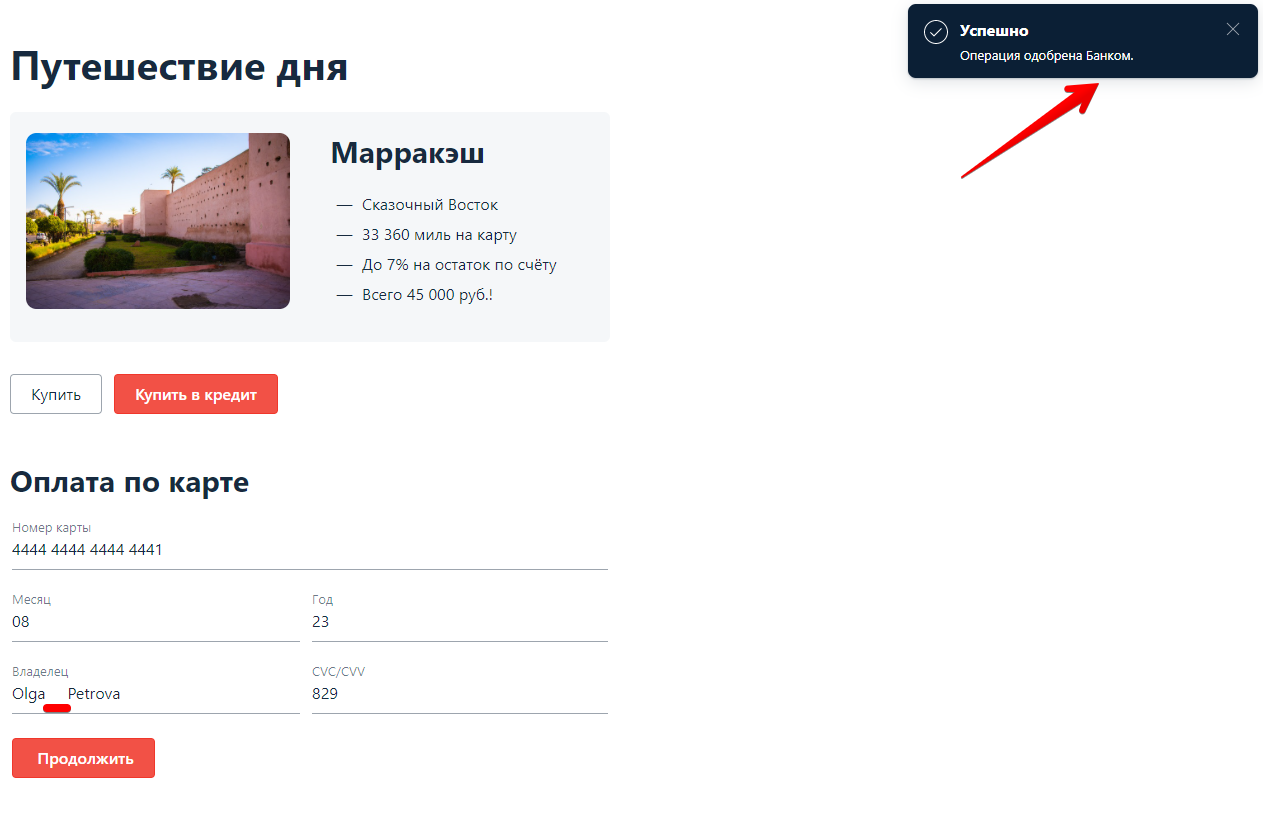 Успешно
Операция одобрена Банком.
Путешествие дня
Марракэш
— Сказочный Восток
— 33 360 миль на карту
— До 7% на остаток по счёту
— Всего 45 000 руб.!
Купить
Купить в кредит
Оплата по карте
Номер карты
4444 4444 4444 4441
Месяц
Год
08
23
Владелец
CVC/CVV
Olga     Petrova
829
Продолжить